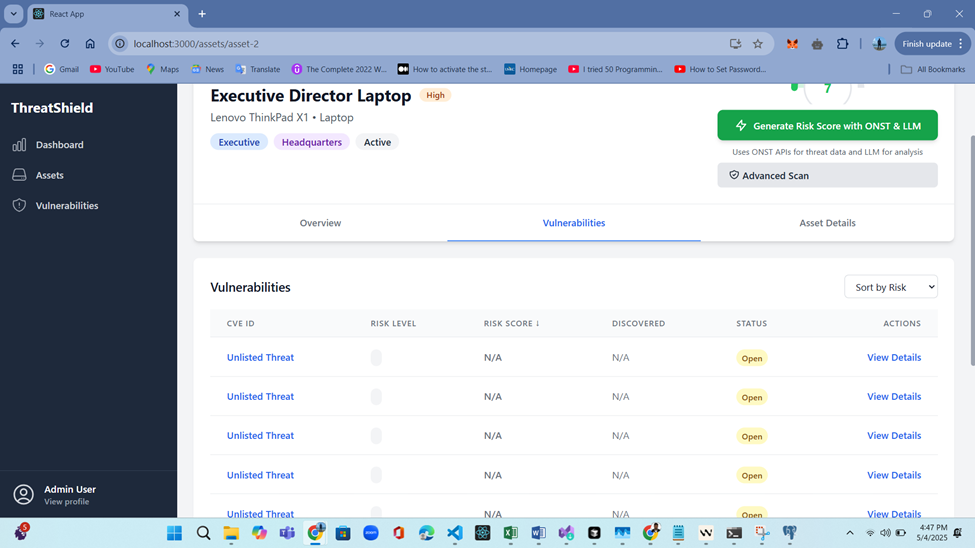 React App
localhost:3000/assets/asset-2
Finish update
Gmail
YouTube
Maps
News
Translate
The Complete 2022 W...
How to activate the st...
Homepage
I tried 50 Programmin...
How to Set Password...
All Bookmarks
ThreatShield
Dashboard
Assets
Vulnerabilities
Admin User
View profile
Executive Director Laptop
High
Lenovo ThinkPad X1 • Laptop
Executive
Headquarters
Active
7
Generate Risk Score with ONST & LLM
Uses ONST APIs for threat data and LLM for analysis
Advanced Scan
Overview Vulnerabilities Asset Details
Vulnerabilities
Sort by Risk
CVE ID RISK LEVEL RISK SCORE ↓ DISCOVERED STATUS ACTIONS
Unlisted Threat N/A N/A Open View Details
Unlisted Threat N/A N/A Open View Details
Unlisted Threat N/A N/A Open View Details
Unlisted Threat N/A N/A Open View Details
Unlisted Threat N/A N/A Open View Details
5
4:47 PM
5/4/2025